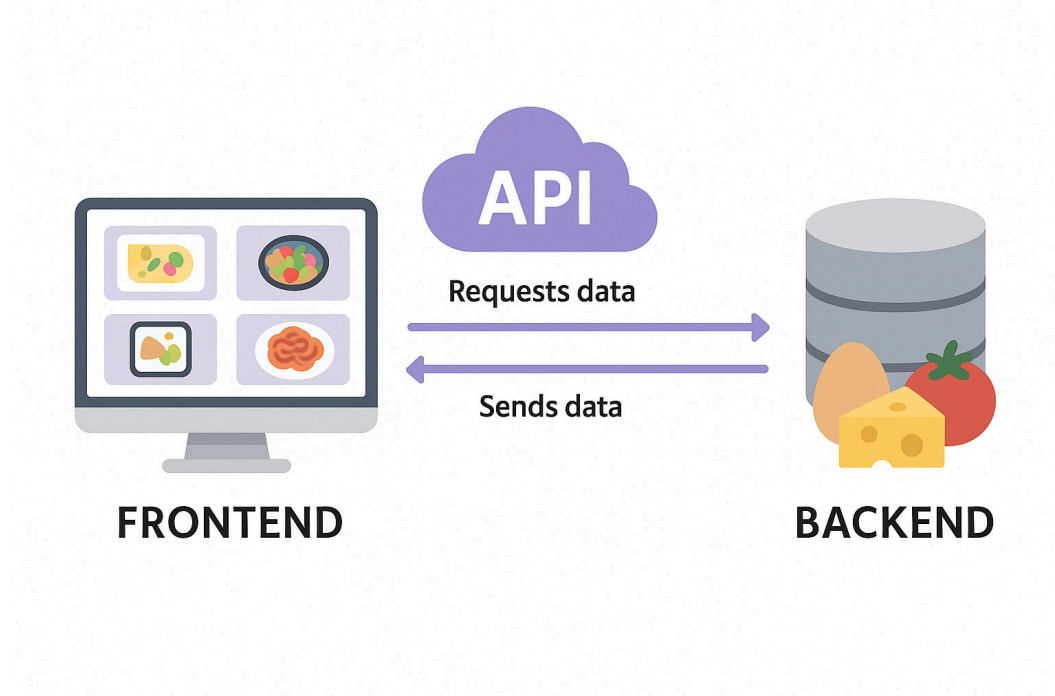 API
Requests data
Sends data
FRONTEND
BACKEND